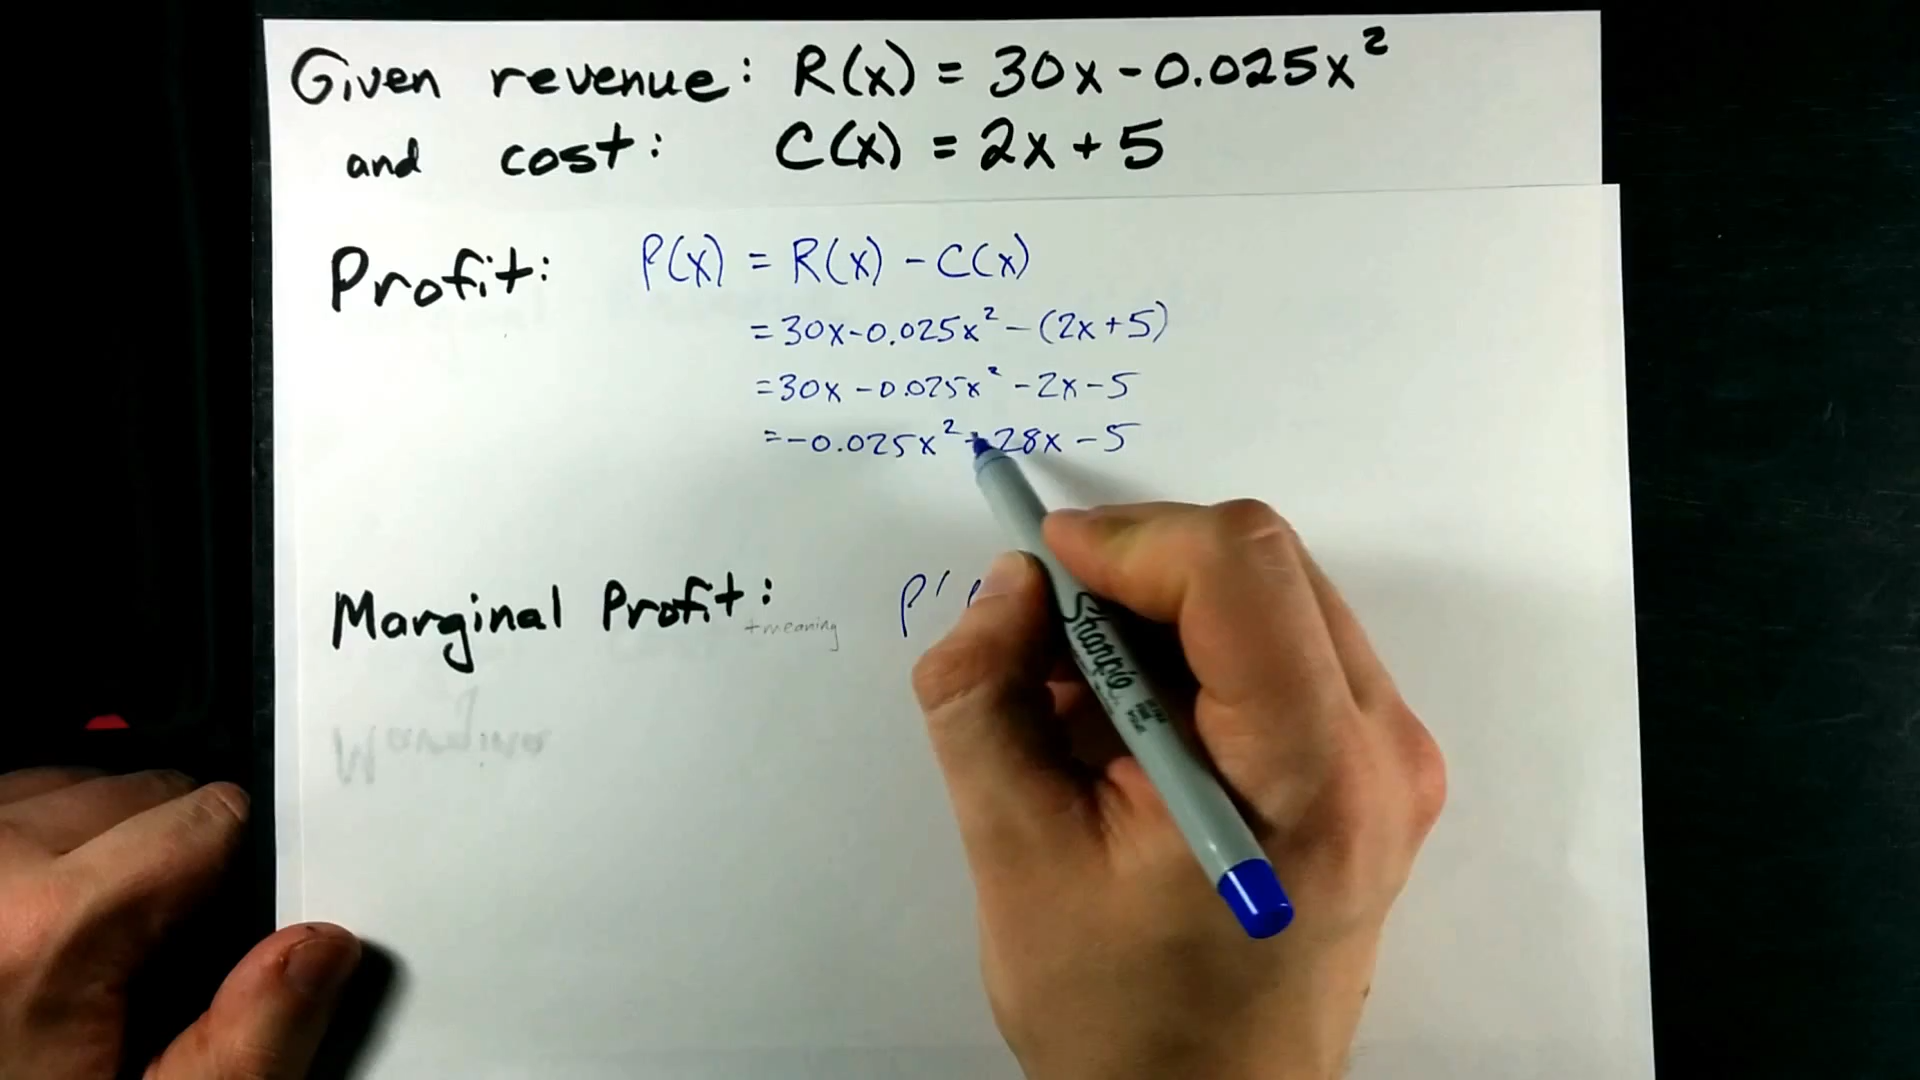 Given revenue: R(x) = 30x - 0.025x²
and cost: C(x) = 2x + 5
Profit: P(x) = R(x) - C(x)
= 30x - 0.025x² - (2x + 5)
= 30x - 0.025x² - 2x - 5
= -0.025x² + 28x - 5
Marginal Profit: P'
+meaning
Sharpie